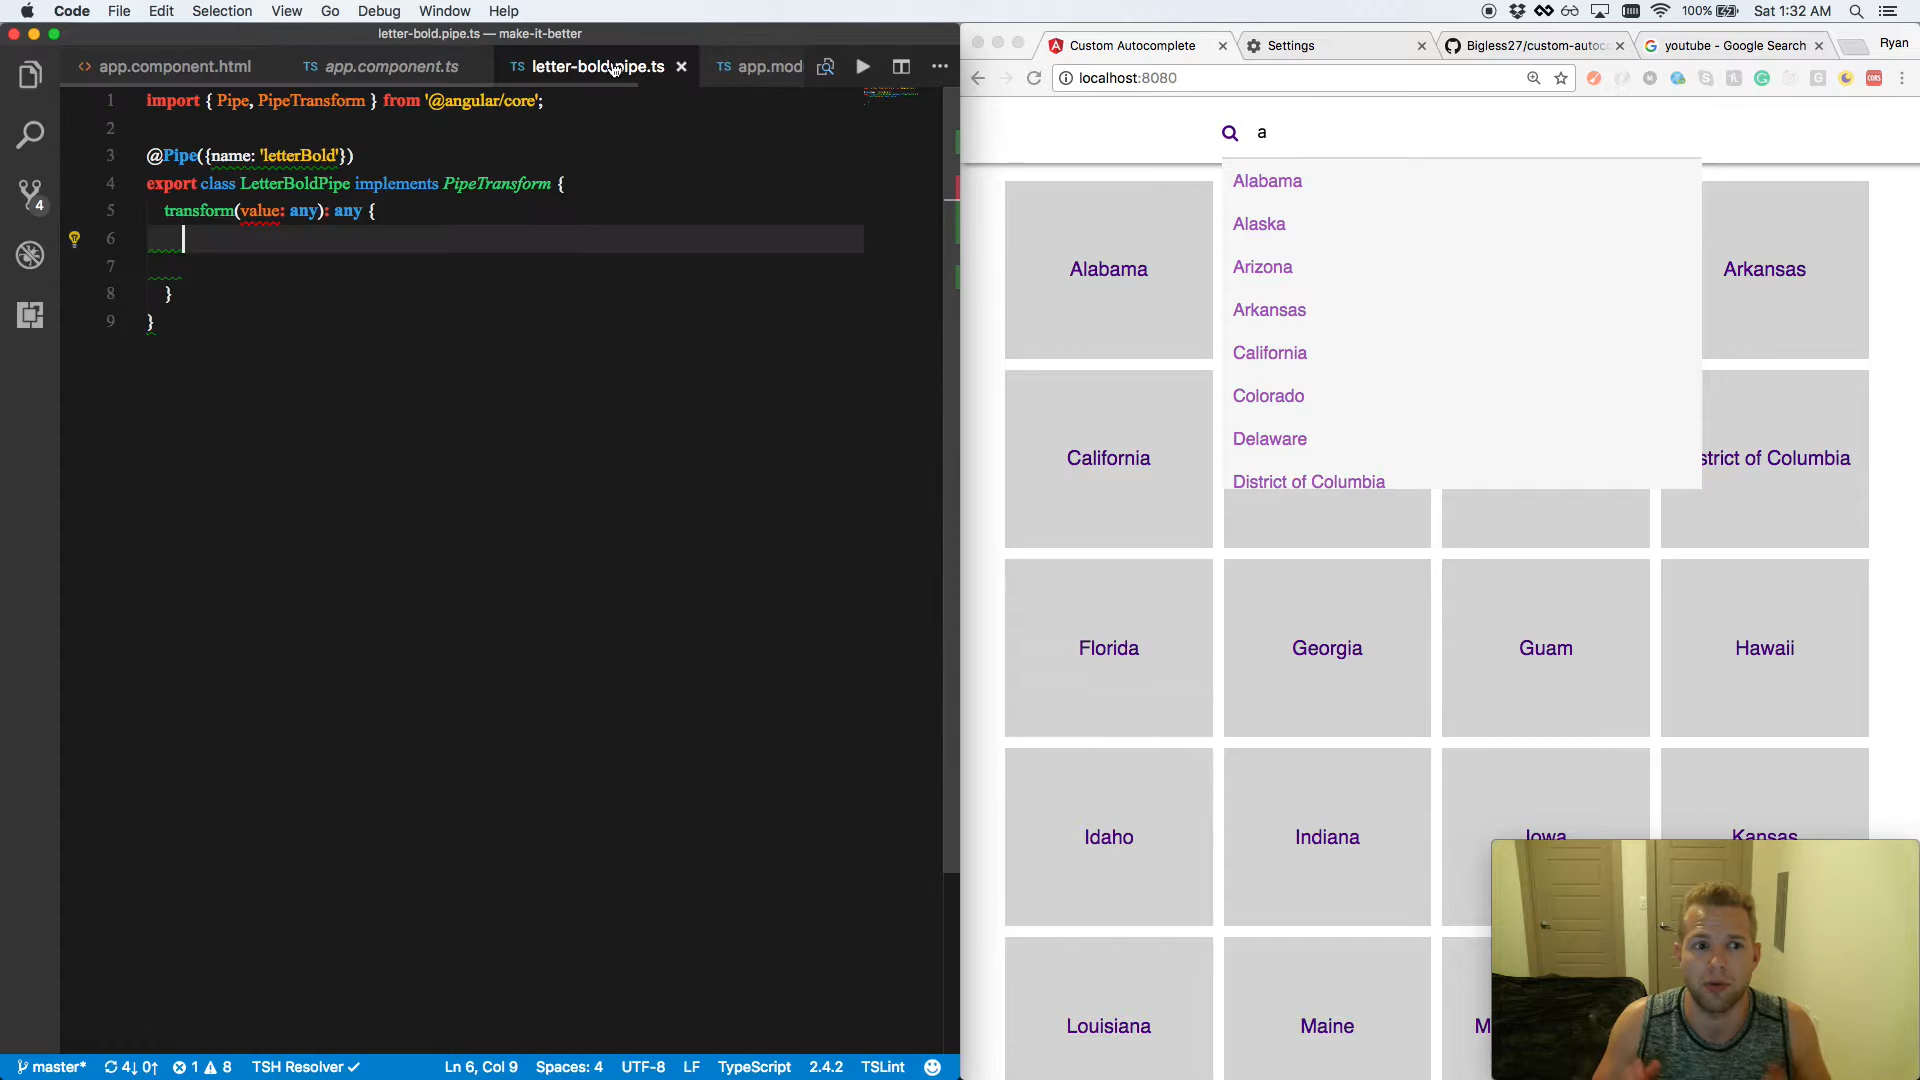 Code File Edit Selection View Go Debug Window Help
100% Sat 1:32 AM
letter-bold.pipe.ts — make-it-better
<> app.component.html TS app.component.ts TS letter-bold.pipe.ts × TS app.mod
1 import { Pipe, PipeTransform } from '@angular/core';
2
3 @Pipe({name: 'letterBold'})
4 export class LetterBoldPipe implements PipeTransform {
5 transform(value: any): any {
6
7
8 }
9 }
4
master* 4↓ 0↑ 1 8 TSH Resolver ✓ Ln 6, Col 9 Spaces: 4 UTF-8 LF TypeScript 2.4.2 TSLint
Custom Autocomplete × Settings × Bigless27/custom-autoc × youtube - Google Search × Ryan
localhost:8080
a
Alabama
Alaska
Arizona
Arkansas
California
Colorado
Delaware
District of Columbia
Alabama Arkansas
California strict of Columbia
Florida Georgia Guam Hawaii
Idaho Indiana Iowa Kansas
Louisiana Maine M